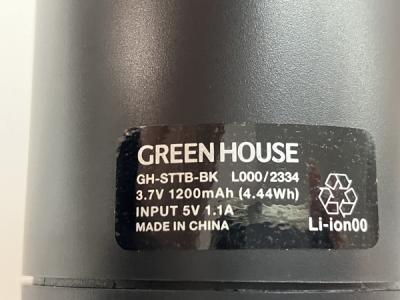 GREEN HOUSE
GH-STTB-BK L000/2334
3.7V 1200mAh (4.44Wh)
INPUT 5V 1.1A
MADE IN CHINA
Li-ion00